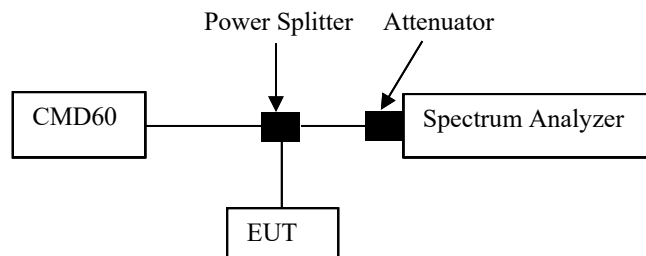 Power Splitter
Attenuator
CMD60
Spectrum Analyzer
EUT